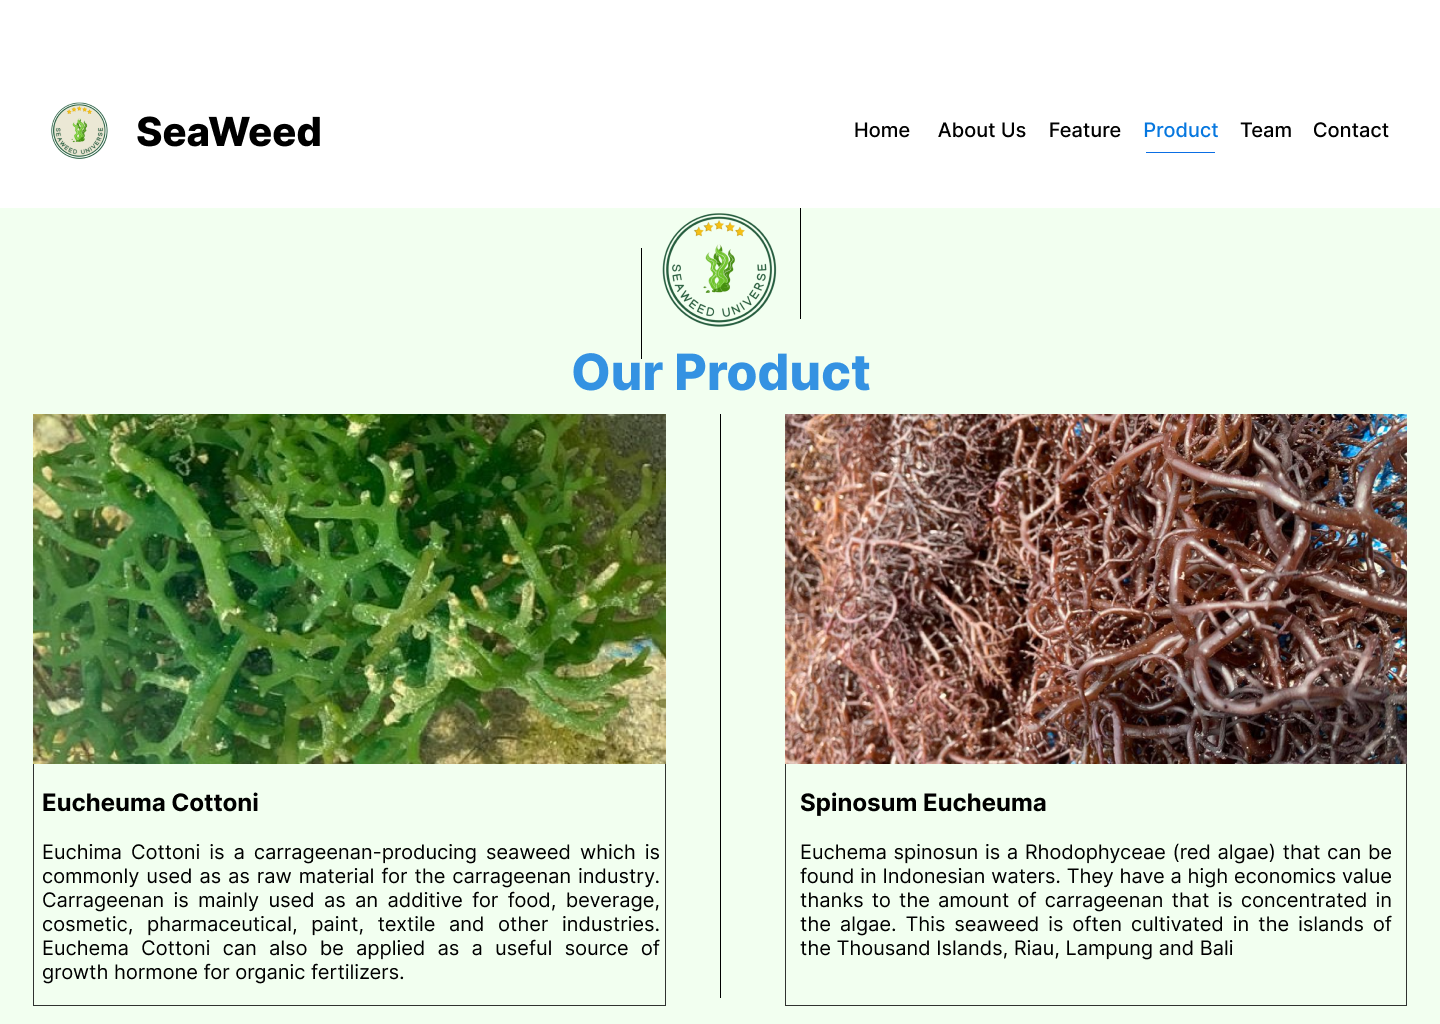 SEAWEED UNIVERSE
SeaWeed
Home About Us Feature Product Team Contact
SEAWEED UNIVERSE
Our Product
Eucheuma Cottoni
Euchima Cottoni is a carrageenan-producing seaweed which is
commonly used as as raw material for the carrageenan industry.
Carrageenan is mainly used as an additive for food, beverage,
cosmetic, pharmaceutical, paint, textile and other industries.
Euchema Cottoni can also be applied as a useful source of
growth hormone for organic fertilizers.
Spinosum Eucheuma
Euchema spinosun is a Rhodophyceae (red algae) that can be
found in Indonesian waters. They have a high economics value
thanks to the amount of carrageenan that is concentrated in
the algae. This seaweed is often cultivated in the islands of
the Thousand Islands, Riau, Lampung and Bali